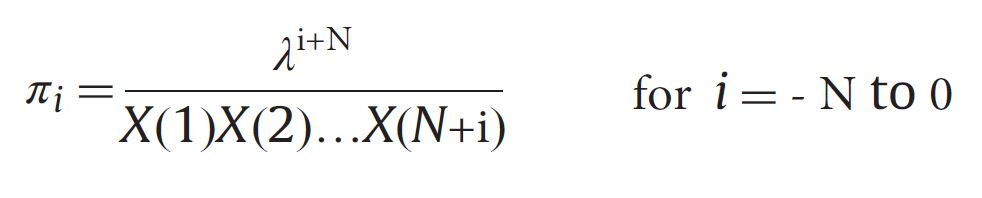 π_i = λ^{i+N} / X(1)X(2)...X(N+i) for i = - N to 0